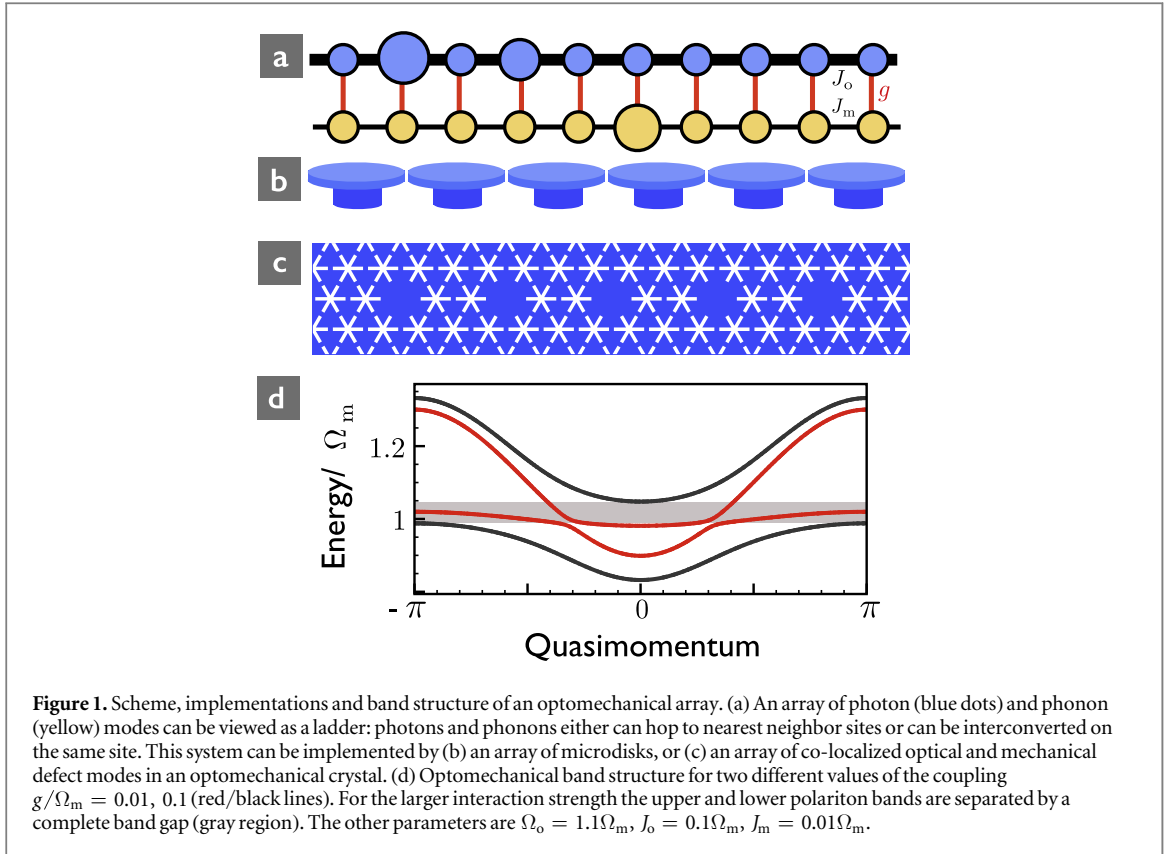 a
J_o
g
J_m
b
c
d
Energy/ Ω_m
1.2
1
- π
0
π
Quasimomentum
Figure 1. Scheme, implementations and band structure of an optomechanical array. (a) An array of photon (blue dots) and phonon
(yellow) modes can be viewed as a ladder: photons and phonons either can hop to nearest neighbor sites or can be interconverted on
the same site. This system can be implemented by (b) an array of microdisks, or (c) an array of co-localized optical and mechanical
defect modes in an optomechanical crystal. (d) Optomechanical band structure for two different values of the coupling
g/Ω_m = 0.01, 0.1 (red/black lines). For the larger interaction strength the upper and lower polariton bands are separated by a
complete band gap (gray region). The other parameters are Ω_o = 1.1Ω_m, J_o = 0.1Ω_m, J_m = 0.01Ω_m.